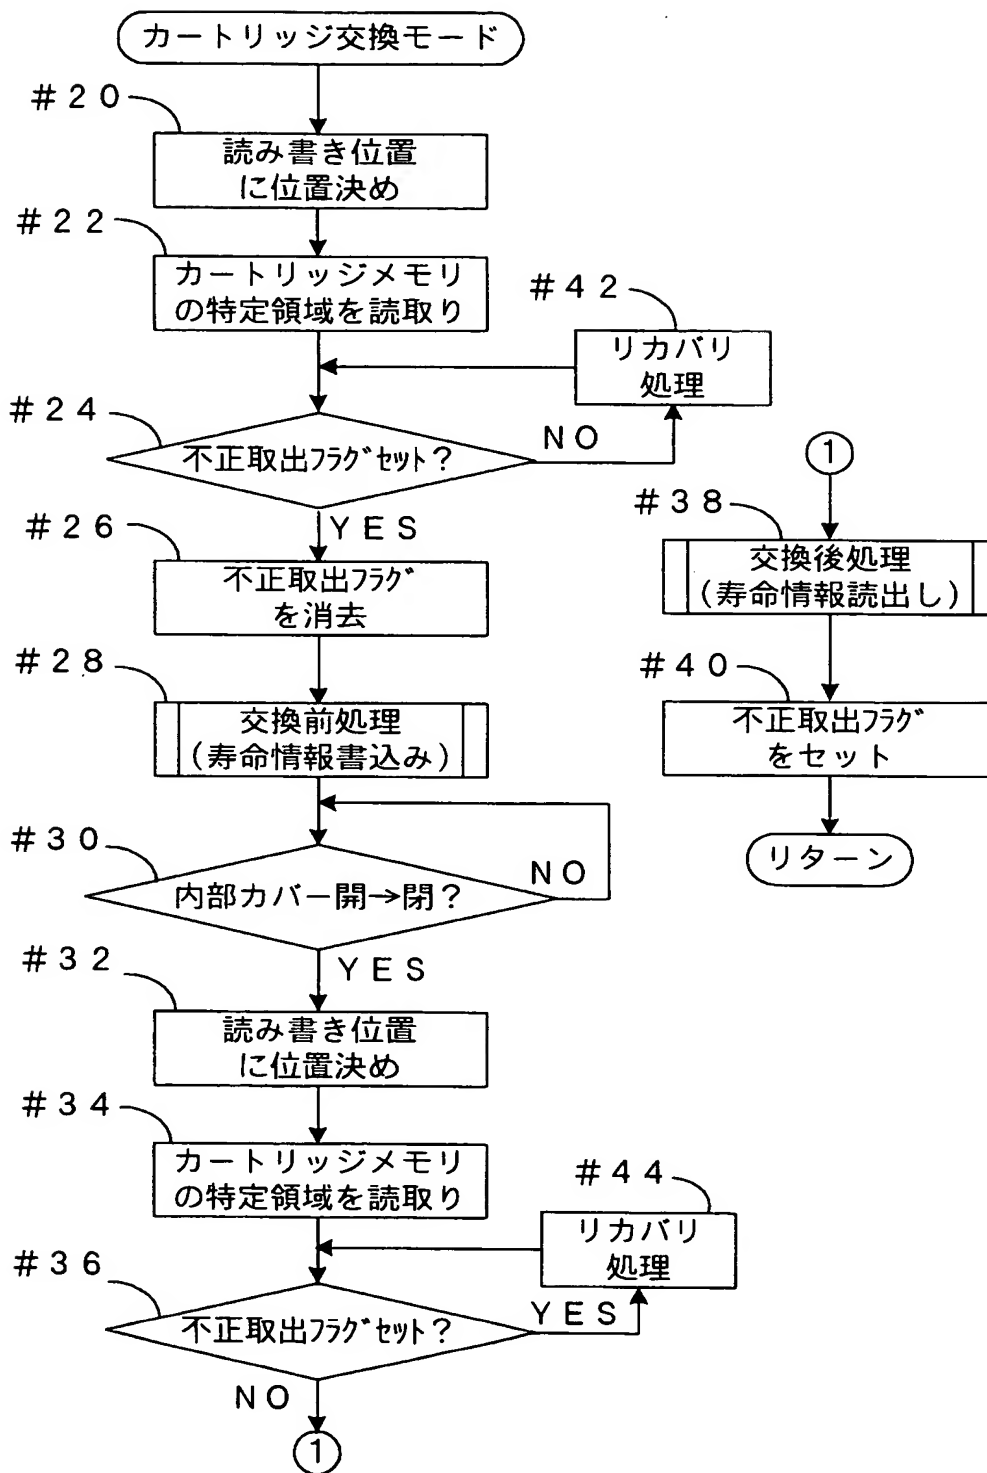 カートリッジ交換モード
#20
読み書き位置
に位置決め
#22
カートリッジメモリ
の特定領域を読取り
#42
リカバリ
処理
#24
不正取出フラグセット?
NO
YES
#26
不正取出フラグ
を消去
#28
交換前処理
(寿命情報書込み)
#30
内部カバー開→閉?
NO
YES
#32
読み書き位置
に位置決め
#34
カートリッジメモリ
の特定領域を読取り
#44
リカバリ
処理
#36
不正取出フラグセット?
YES
NO
①
①
#38
交換後処理
(寿命情報読出し)
#40
不正取出フラグ
をセット
リターン